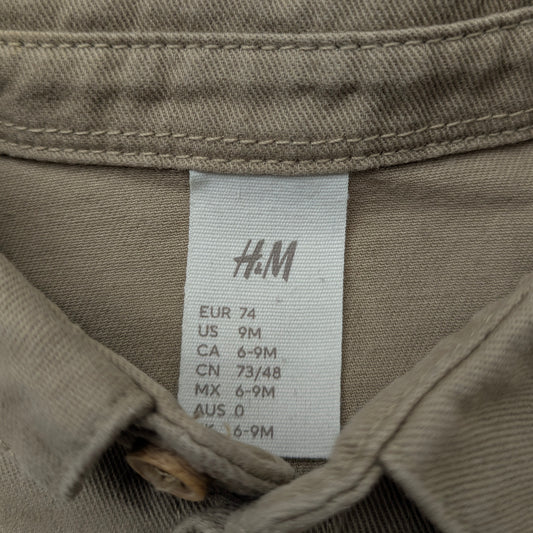 H&M
EUR 74
US 9M
CA 6-9M
CN 73/48
MX 6-9M
AUS 0
6-9M